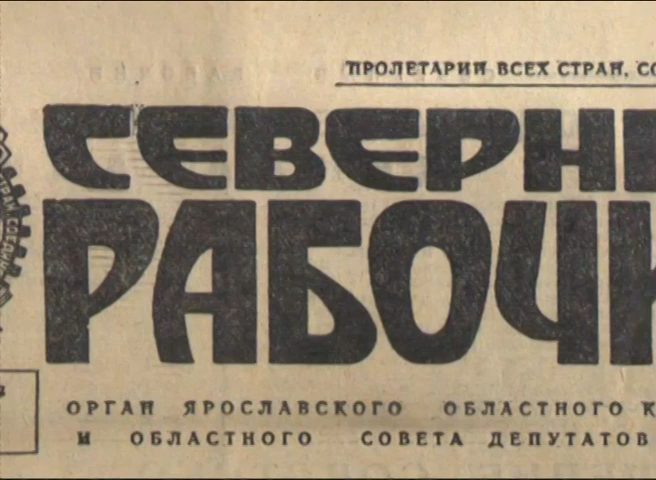 ПРОЛЕТАРИИ ВСЕХ СТРАН, СО
СЕВЕРН
РАБОЧ
ОРГАН ЯРОСЛАВСКОГО ОБЛАСТНОГО К
И ОБЛАСТНОГО СОВЕТА ДЕПУТАТОВ